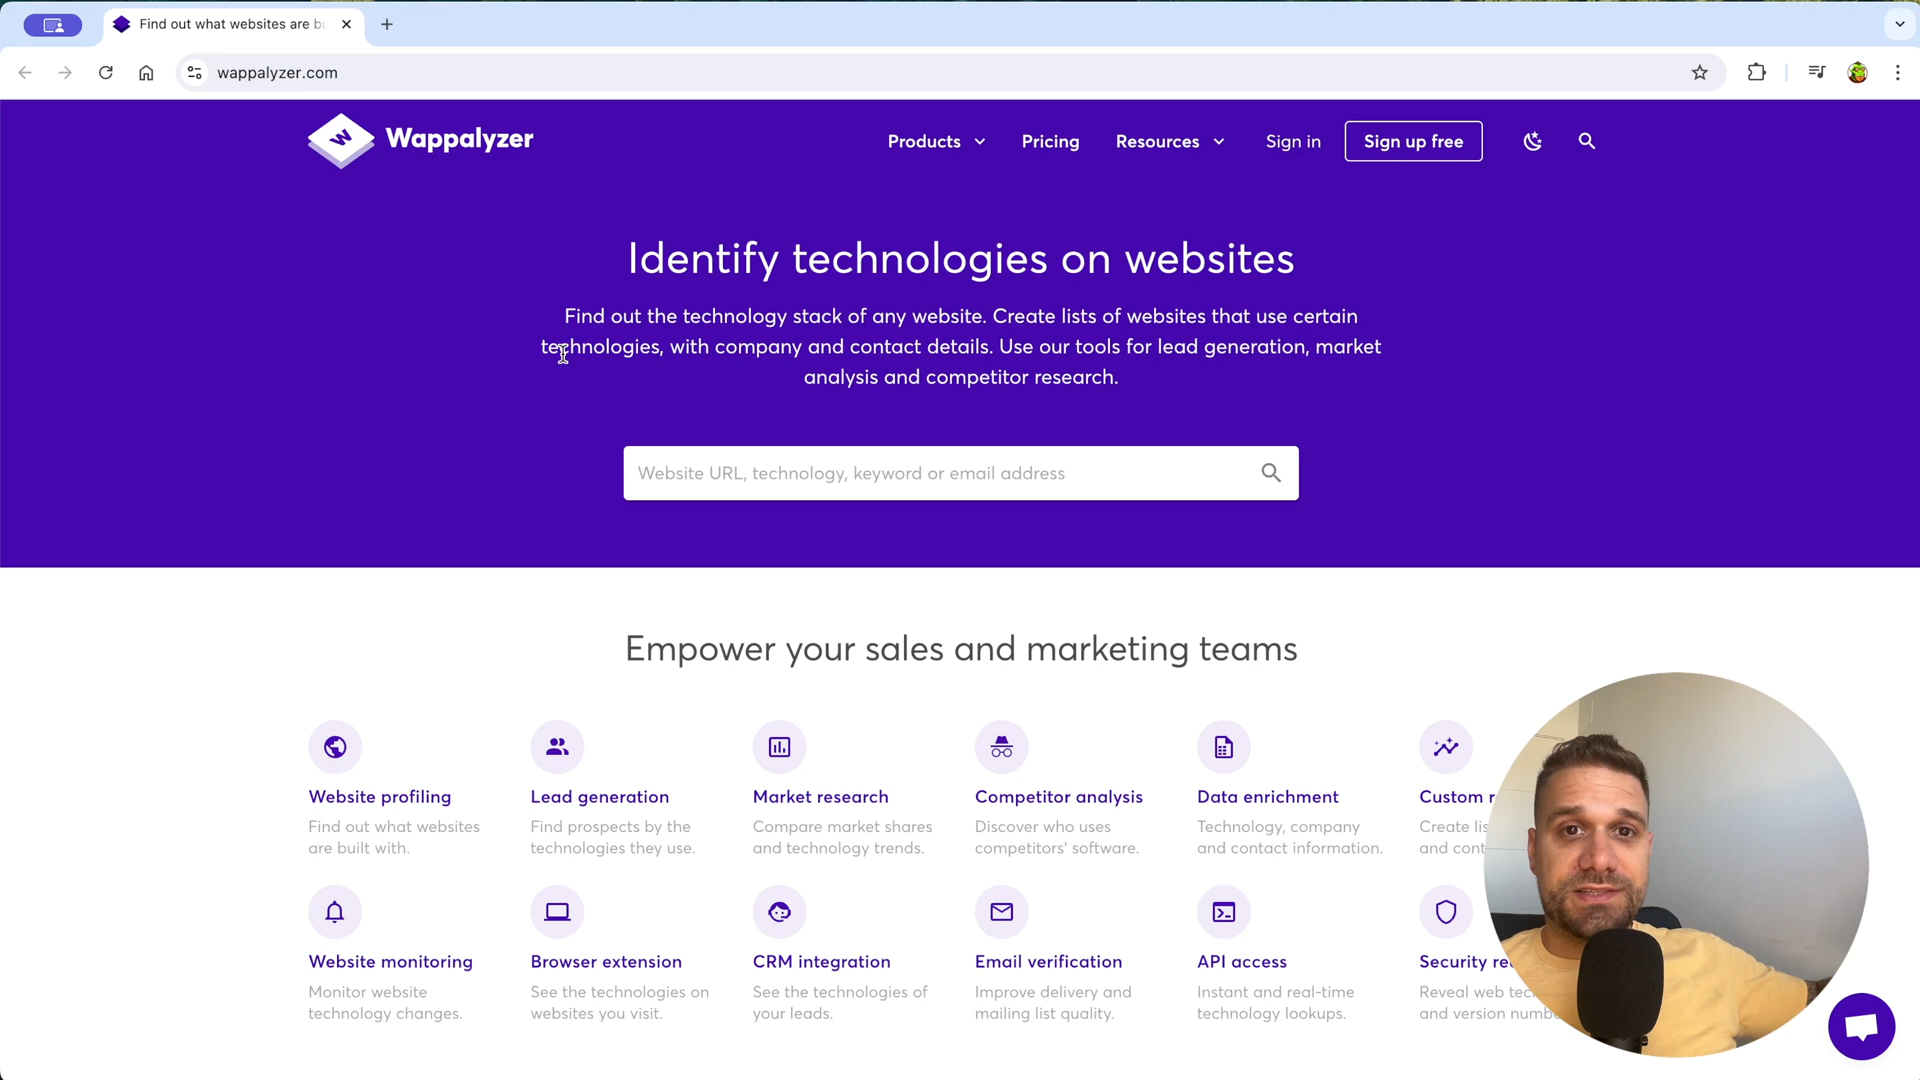 Find out what websites are bu
wappalyzer.com
W
Wappalyzer
Products
Pricing
Resources
Sign in
Sign up free
Identify technologies on websites
Find out the technology stack of any website. Create lists of websites that use certain
technologies, with company and contact details. Use our tools for lead generation, market
analysis and competitor research.
Website URL, technology, keyword or email address
Empower your sales and marketing teams
Website profiling
Find out what websites
are built with.
Lead generation
Find prospects by the
technologies they use.
Market research
Compare market shares
and technology trends.
Competitor analysis
Discover who uses
competitors' software.
Data enrichment
Technology, company
and contact information.
Custom r
Create lis
and cont
Website monitoring
Monitor website
technology changes.
Browser extension
See the technologies on
websites you visit.
CRM integration
See the technologies of
your leads.
Email verification
Improve delivery and
mailing list quality.
API access
Instant and real-time
technology lookups.
Security re
Reveal web tec
and version numb